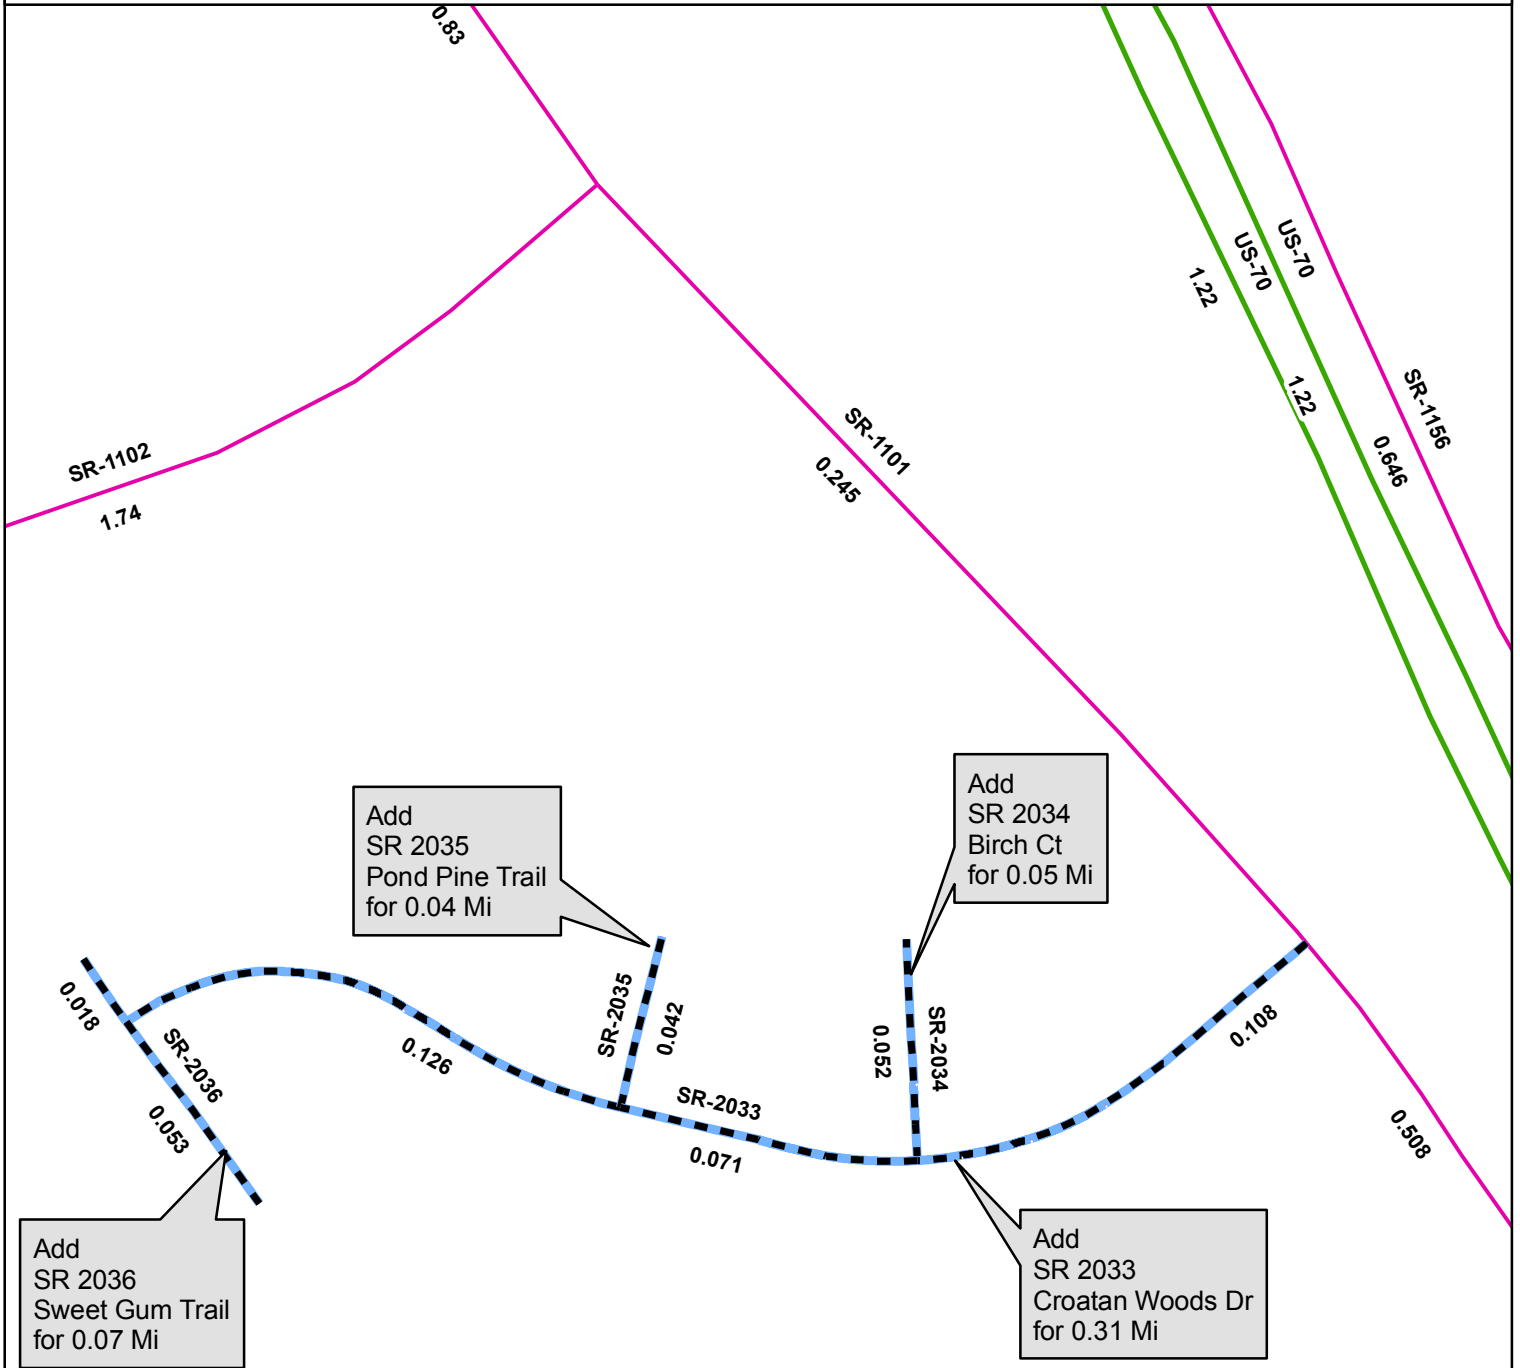 0.83
US-70
US-70
1.22
1.22
SR-1156
0.646
SR-1101
0.245
SR-1102
1.74
Add
SR 2034
Birch Ct
for 0.05 Mi
Add
SR 2035
Pond Pine Trail
for 0.04 Mi
0.018
SR-2036
0.053
0.126
SR-2035
0.042
SR-2033
0.071
0.052
SR-2034
0.108
0.508
Add
SR 2036
Sweet Gum Trail
for 0.07 Mi
Add
SR 2033
Croatan Woods Dr
for 0.31 Mi